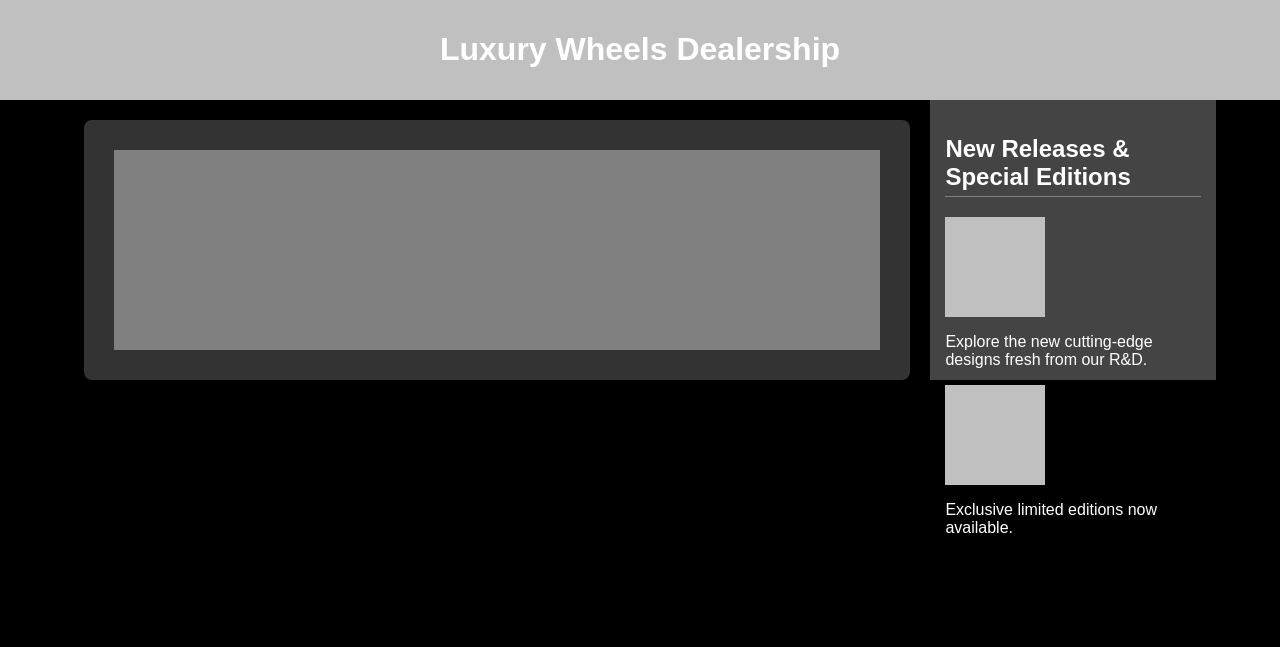 Luxury Wheels Dealership
New Releases &
Special Editions
Explore the new cutting-edge
designs fresh from our R&D.
Exclusive limited editions now
available.